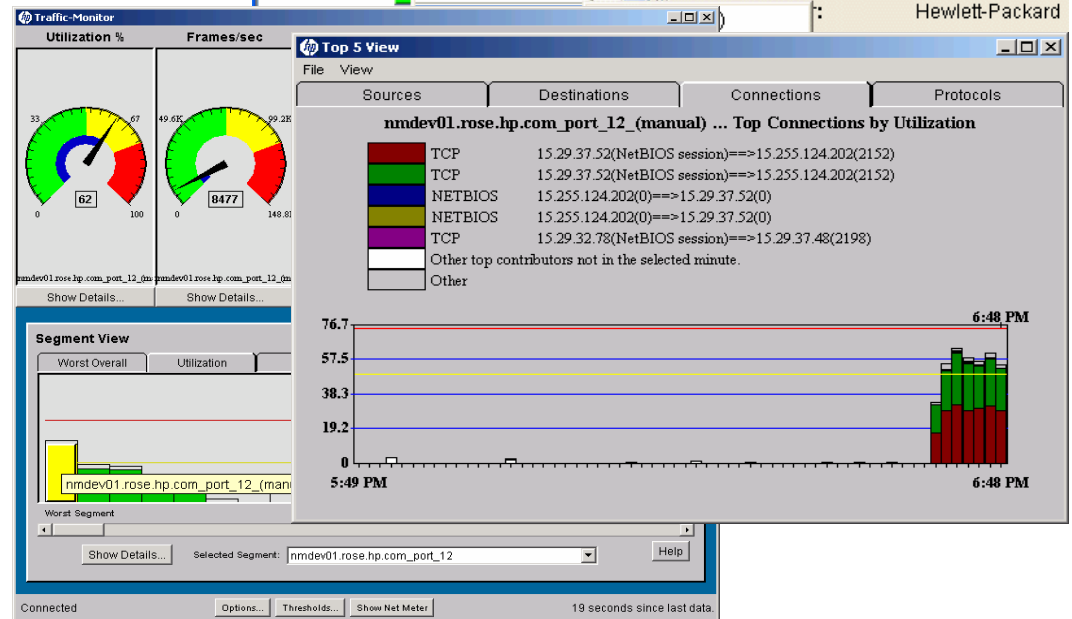 ):
Hewlett-Packard
Traffic-Monitor
Utilization %
Frames/sec
33
67
0
100
62
49.6K
99.2K
0
148.8
8477
nmdev01.rose.hp.com_port_12_(m
nmdev01.rose.hp.com_port_12_(m
Show Details...
Show Details...
Top 5 View
File View
Sources
Destinations
Connections
Protocols
nmdev01.rose.hp.com_port_12_(manual) ... Top Connections by Utilization
TCP 15.29.37.52(NetBIOS session)==>15.255.124.202(2152)
TCP 15.29.37.52(NetBIOS session)==>15.255.124.202(2152)
NETBIOS 15.255.124.202(0)==>15.29.37.52(0)
NETBIOS 15.255.124.202(0)==>15.29.37.52(0)
TCP 15.29.32.78(NetBIOS session)==>15.29.37.48(2198)
Other top contributors not in the selected minute.
Other
6:48 PM
76.7
57.5
38.3
19.2
0
5:49 PM
6:48 PM
Segment View
Worst Overall
Utilization
nmdev01.rose.hp.com_port_12_(manu
Worst Segment
Show Details...
Selected Segment:
nmdev01.rose.hp.com_port_12
Help
Connected
Options...
Thresholds...
Show Net Meter
19 seconds since last data.